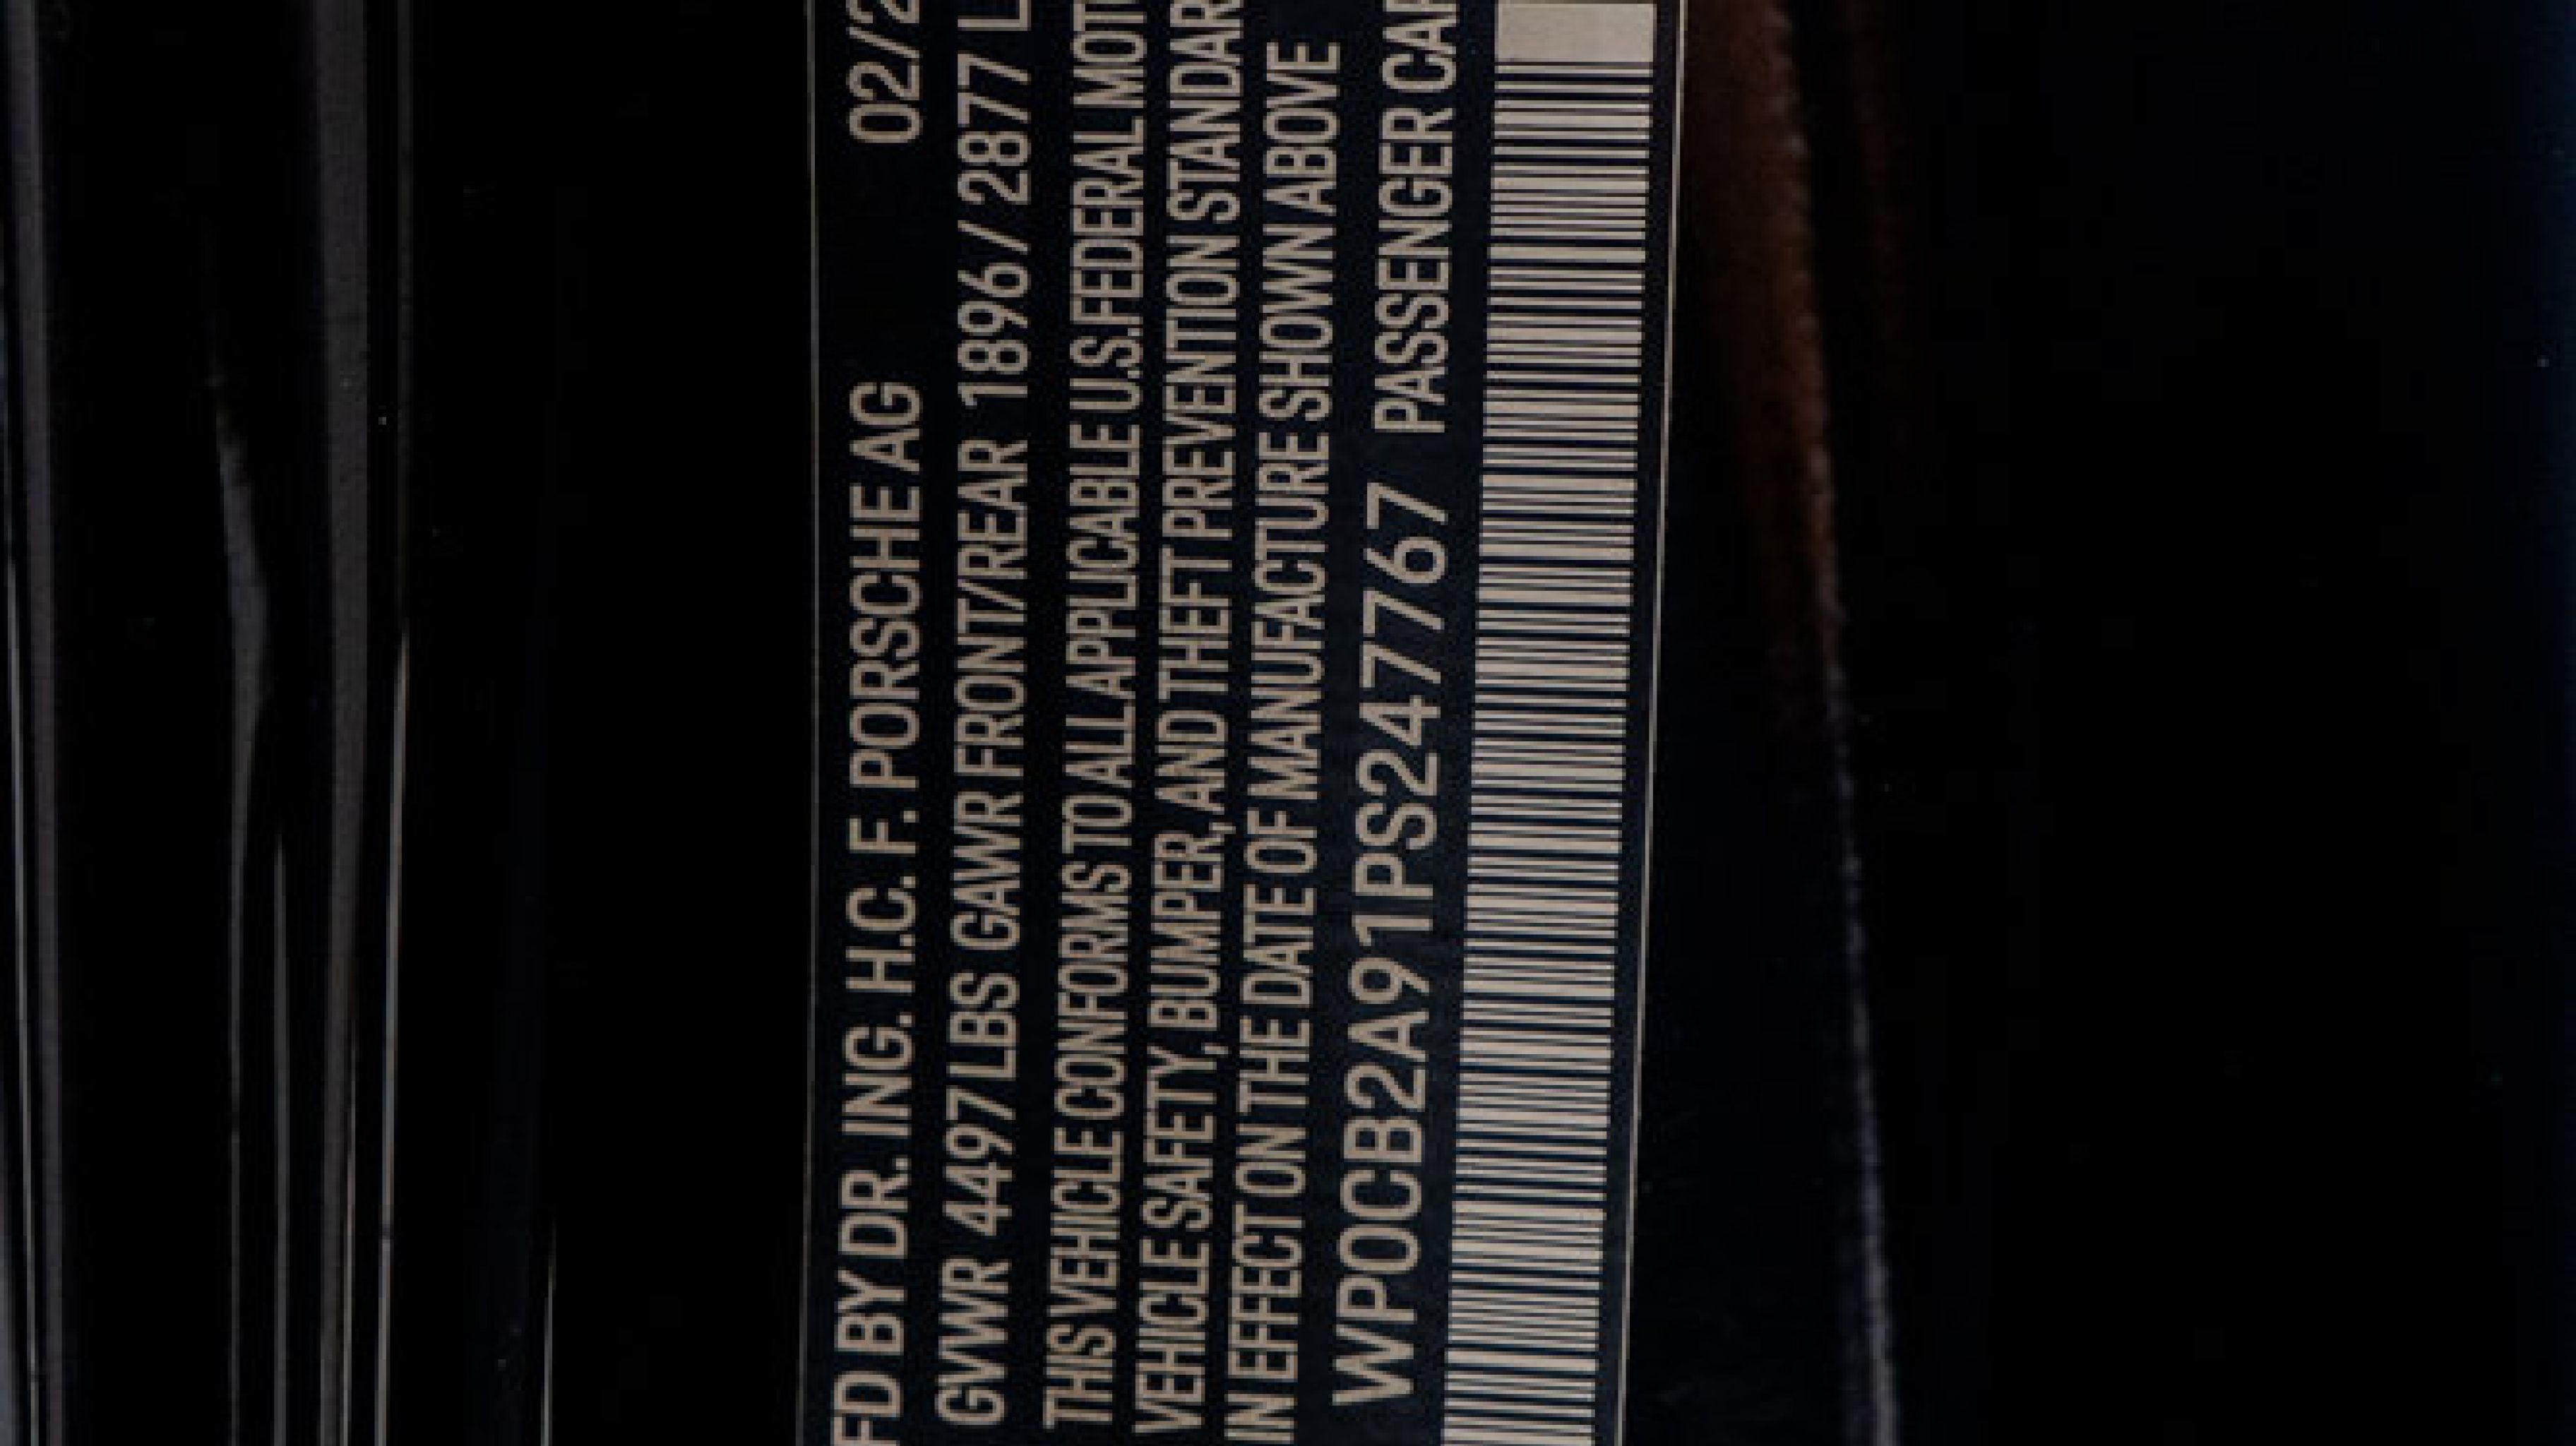 FD BY DR. ING. H.C. F. PORSCHE AG 02/2
GVWR 4497 LBS GAWR FRONT/REAR 1896 / 2877 L
THIS VEHICLE CONFORMS TO ALL APPLICABLE U.S. FEDERAL MOTO
VEHICLE SAFETY, BUMPER, AND THEFT PREVENTION STANDAR
IN EFFECT ON THE DATE OF MANUFACTURE SHOWN ABOVE
WP0CB2A91PS247767 PASSENGER CAR